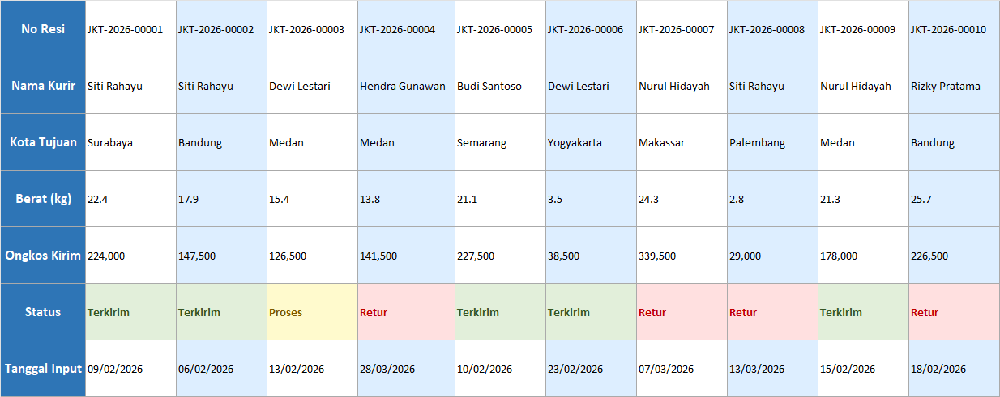 No Resi JKT-2026-00001 JKT-2026-00002 JKT-2026-00003 JKT-2026-00004 JKT-2026-00005 JKT-2026-00006 JKT-2026-00007 JKT-2026-00008 JKT-2026-00009 JKT-2026-00010
Nama Kurir Siti Rahayu Siti Rahayu Dewi Lestari Hendra Gunawan Budi Santoso Dewi Lestari Nurul Hidayah Siti Rahayu Nurul Hidayah Rizky Pratama
Kota Tujuan Surabaya Bandung Medan Medan Semarang Yogyakarta Makassar Palembang Medan Bandung
Berat (kg) 22.4 17.9 15.4 13.8 21.1 3.5 24.3 2.8 21.3 25.7
Ongkos Kirim 224,000 147,500 126,500 141,500 227,500 38,500 339,500 29,000 178,000 226,500
Status Terkirim Terkirim Proses Retur Terkirim Terkirim Retur Retur Terkirim Retur
Tanggal Input 09/02/2026 06/02/2026 13/02/2026 28/03/2026 10/02/2026 23/02/2026 07/03/2026 13/03/2026 15/02/2026 18/02/2026